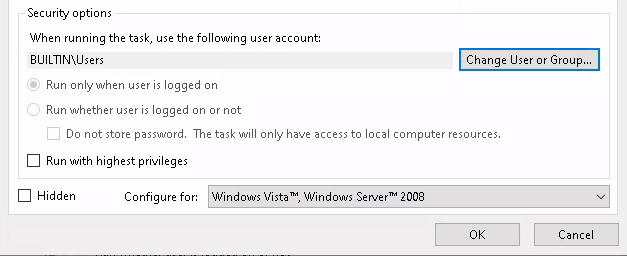 Security options
When running the task, use the following user account:
BUILTIN\Users
Change User or Group...
Run only when user is logged on
Run whether user is logged on or not
Do not store password. The task will only have access to local computer resources.
Run with highest privileges
Hidden
Configure for:
Windows Vista™, Windows Server™ 2008
OK
Cancel